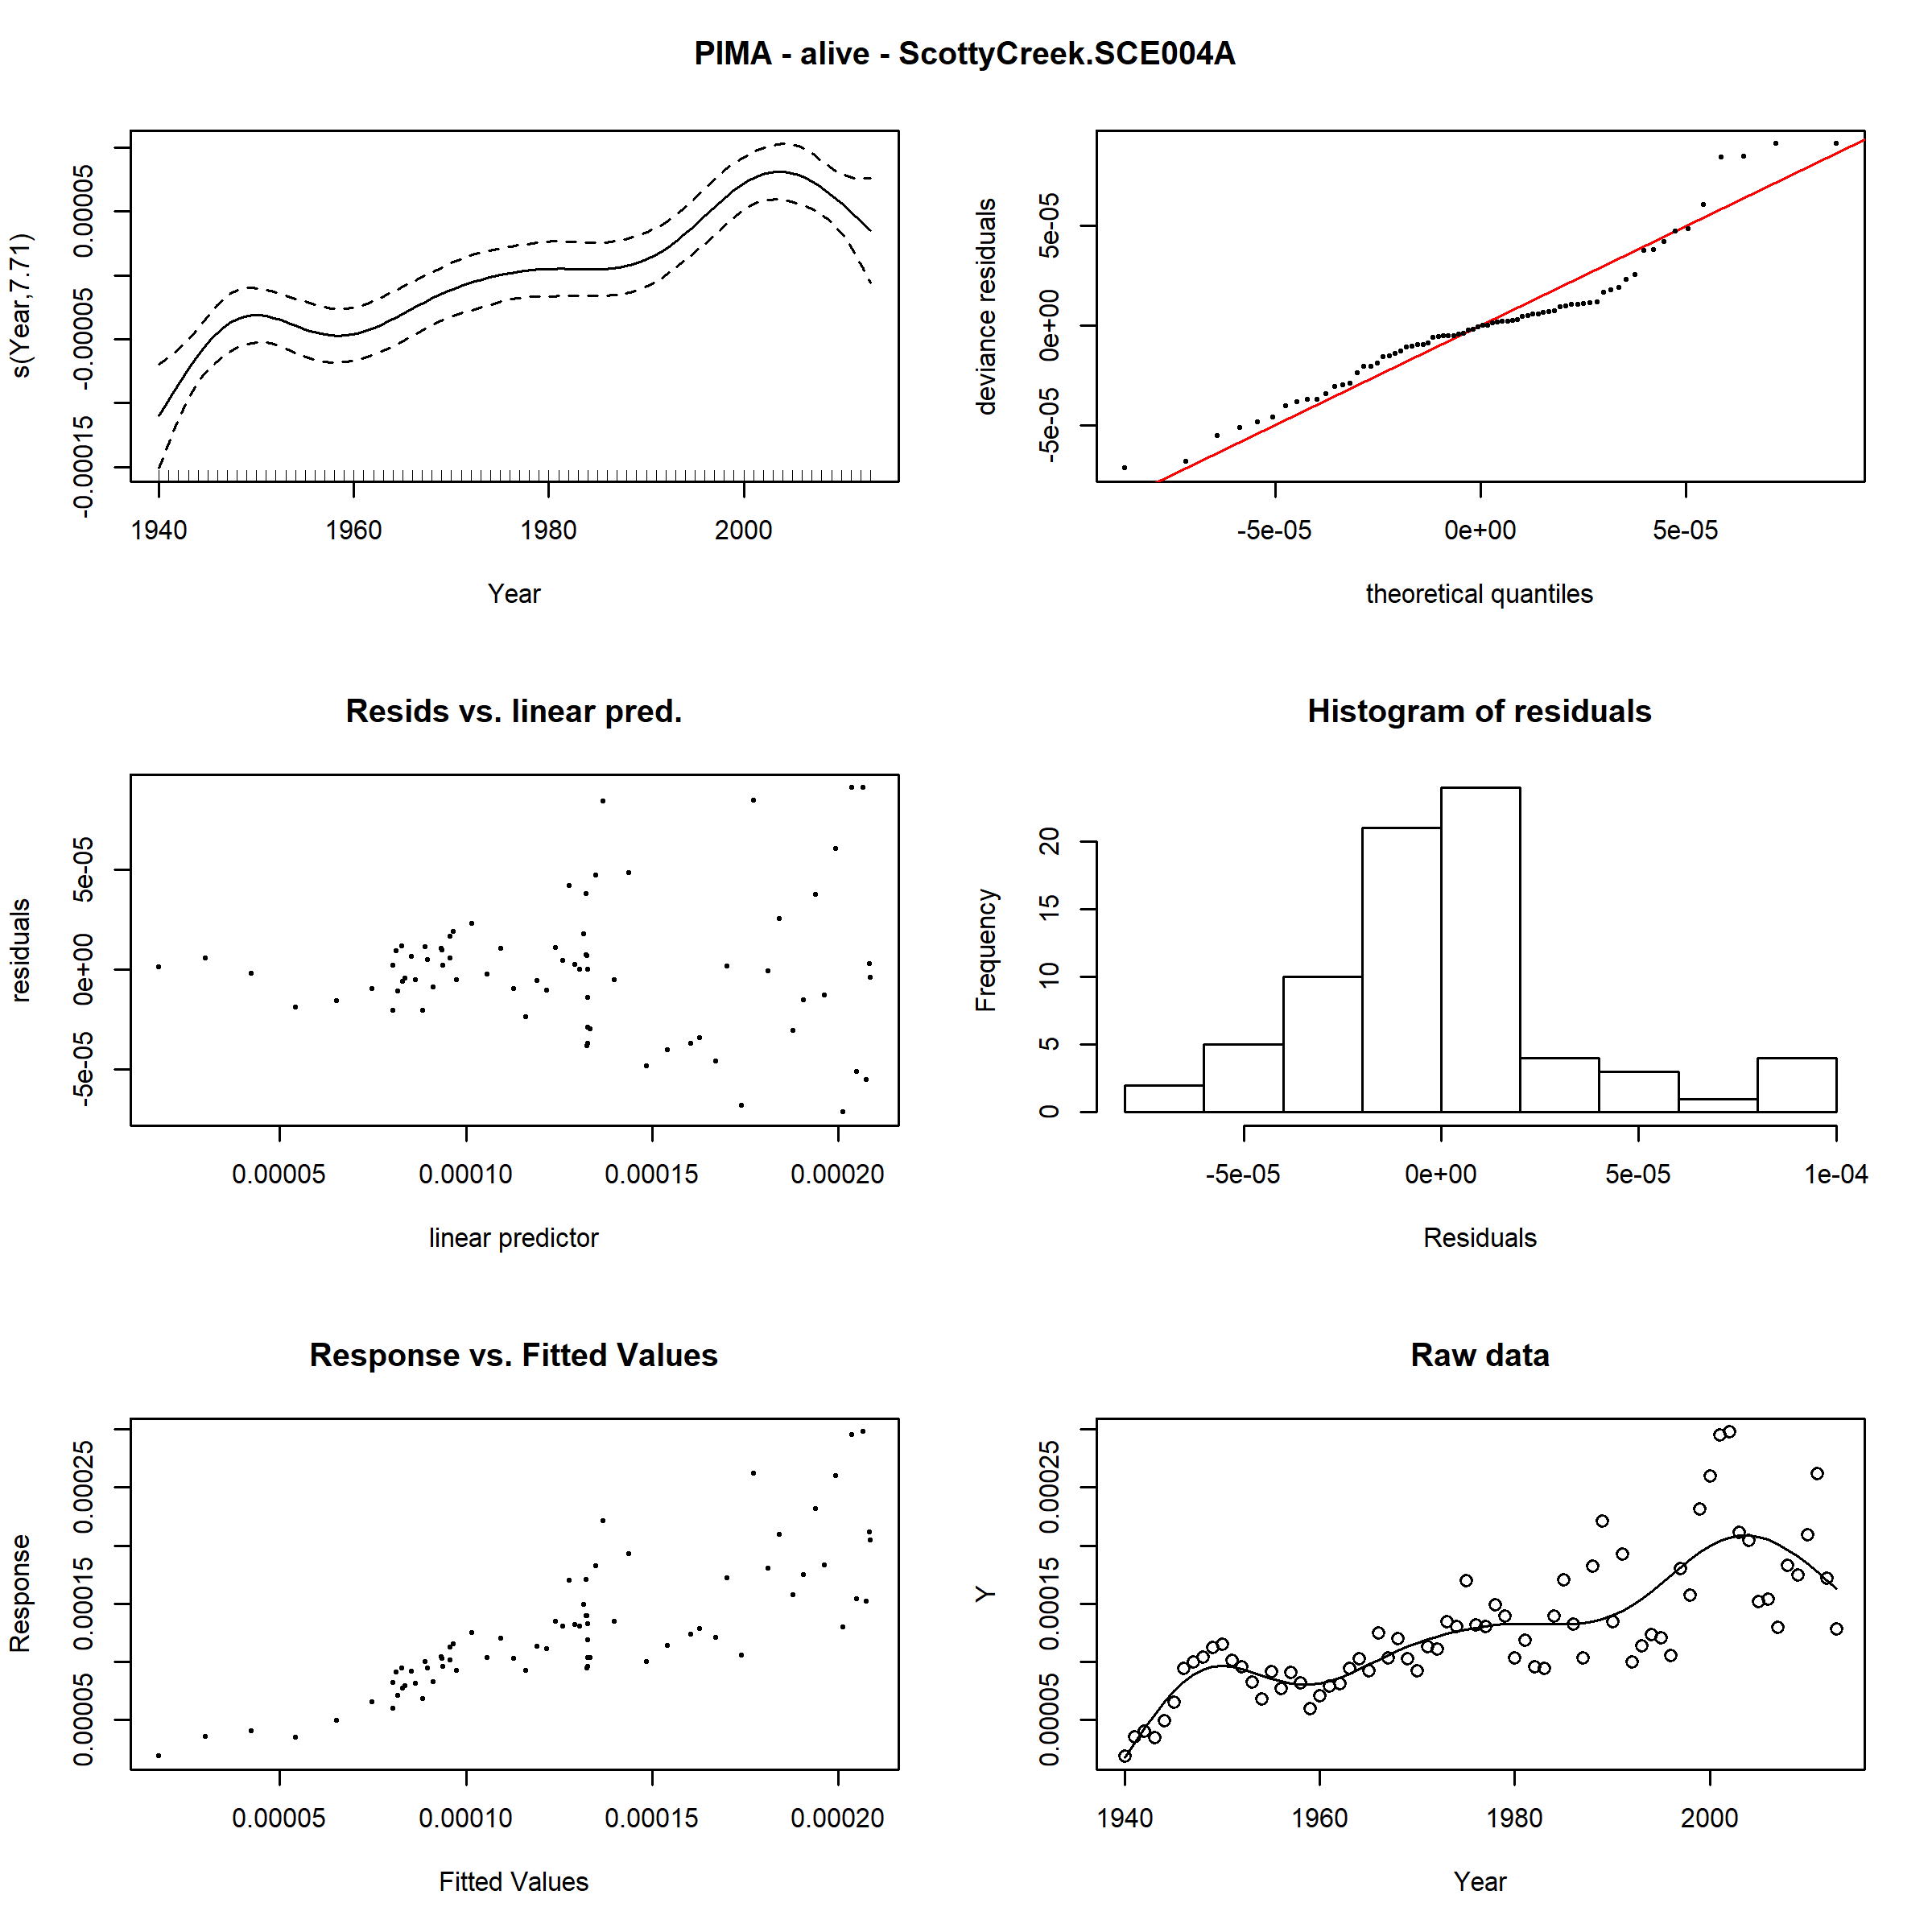 PIMA - alive - ScottyCreek.SCE004A
s(Year,7.71)
0.00005
-0.00005
-0.00015
1940 1960 1980 2000
Year
deviance residuals
5e-05
0e+00
-5e-05
-5e-05 0e+00 5e-05
theoretical quantiles
Resids vs. linear pred.
residuals
5e-05
0e+00
-5e-05
0.00005 0.00010 0.00015 0.00020
linear predictor
Histogram of residuals
Frequency
20
15
10
5
0
-5e-05 0e+00 5e-05 1e-04
Residuals
Response vs. Fitted Values
Response
0.00025
0.00015
0.00005
0.00005 0.00010 0.00015 0.00020
Fitted Values
Raw data
Y
0.00025
0.00015
0.00005
1940 1960 1980 2000
Year